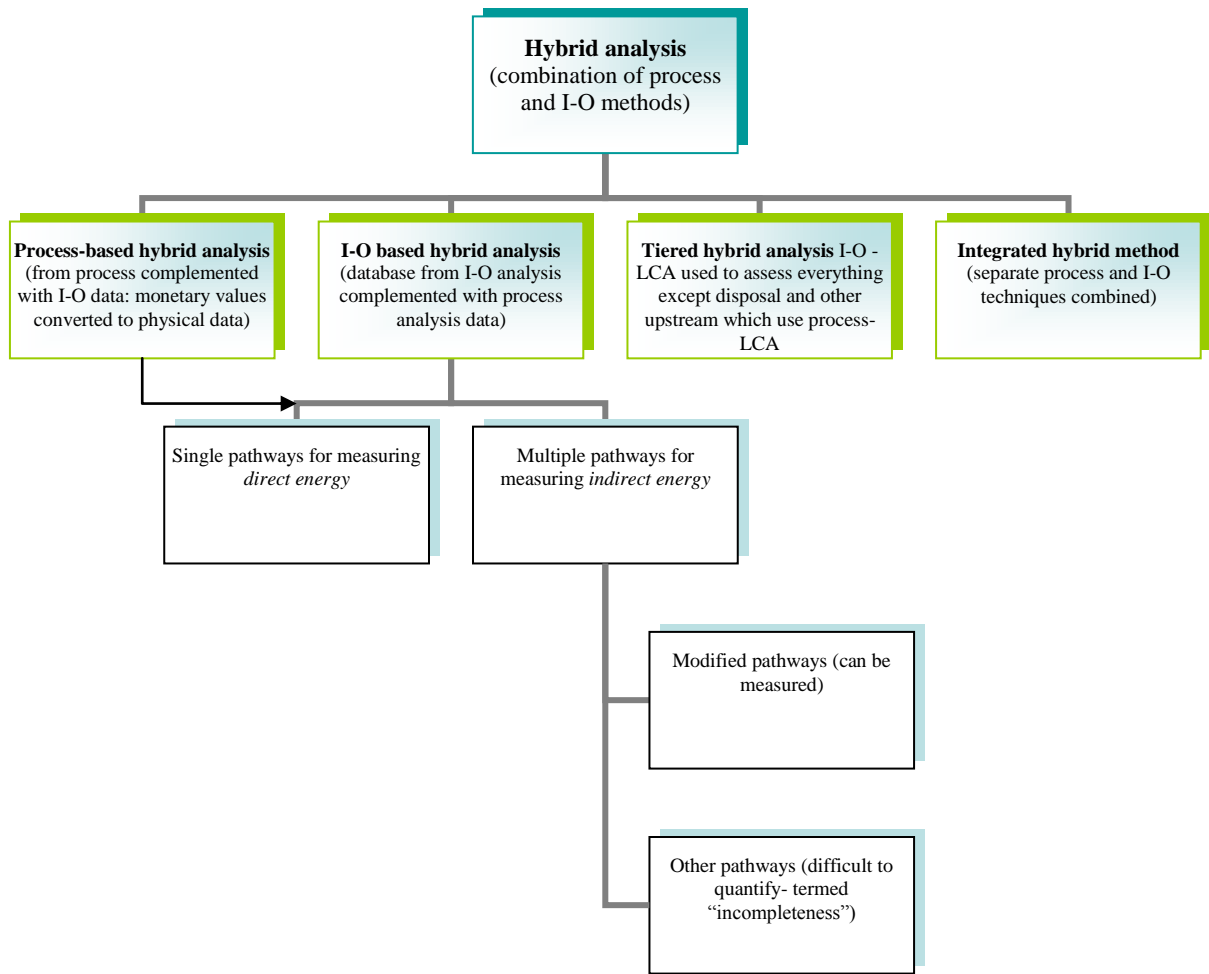 Hybrid analysis
(combination of process
and I-O methods)
Process-based hybrid analysis
(from process complemented
with I-O data: monetary values
converted to physical data)
I-O based hybrid analysis
(database from I-O analysis
complemented with process
analysis data)
Tiered hybrid analysis I-O -
LCA used to assess everything
except disposal and other
upstream which use process-
LCA
Integrated hybrid method
(separate process and I-O
techniques combined)
Single pathways for measuring
direct energy
Multiple pathways for
measuring indirect energy
Modified pathways (can be
measured)
Other pathways (difficult to
quantify- termed
“incompleteness”)